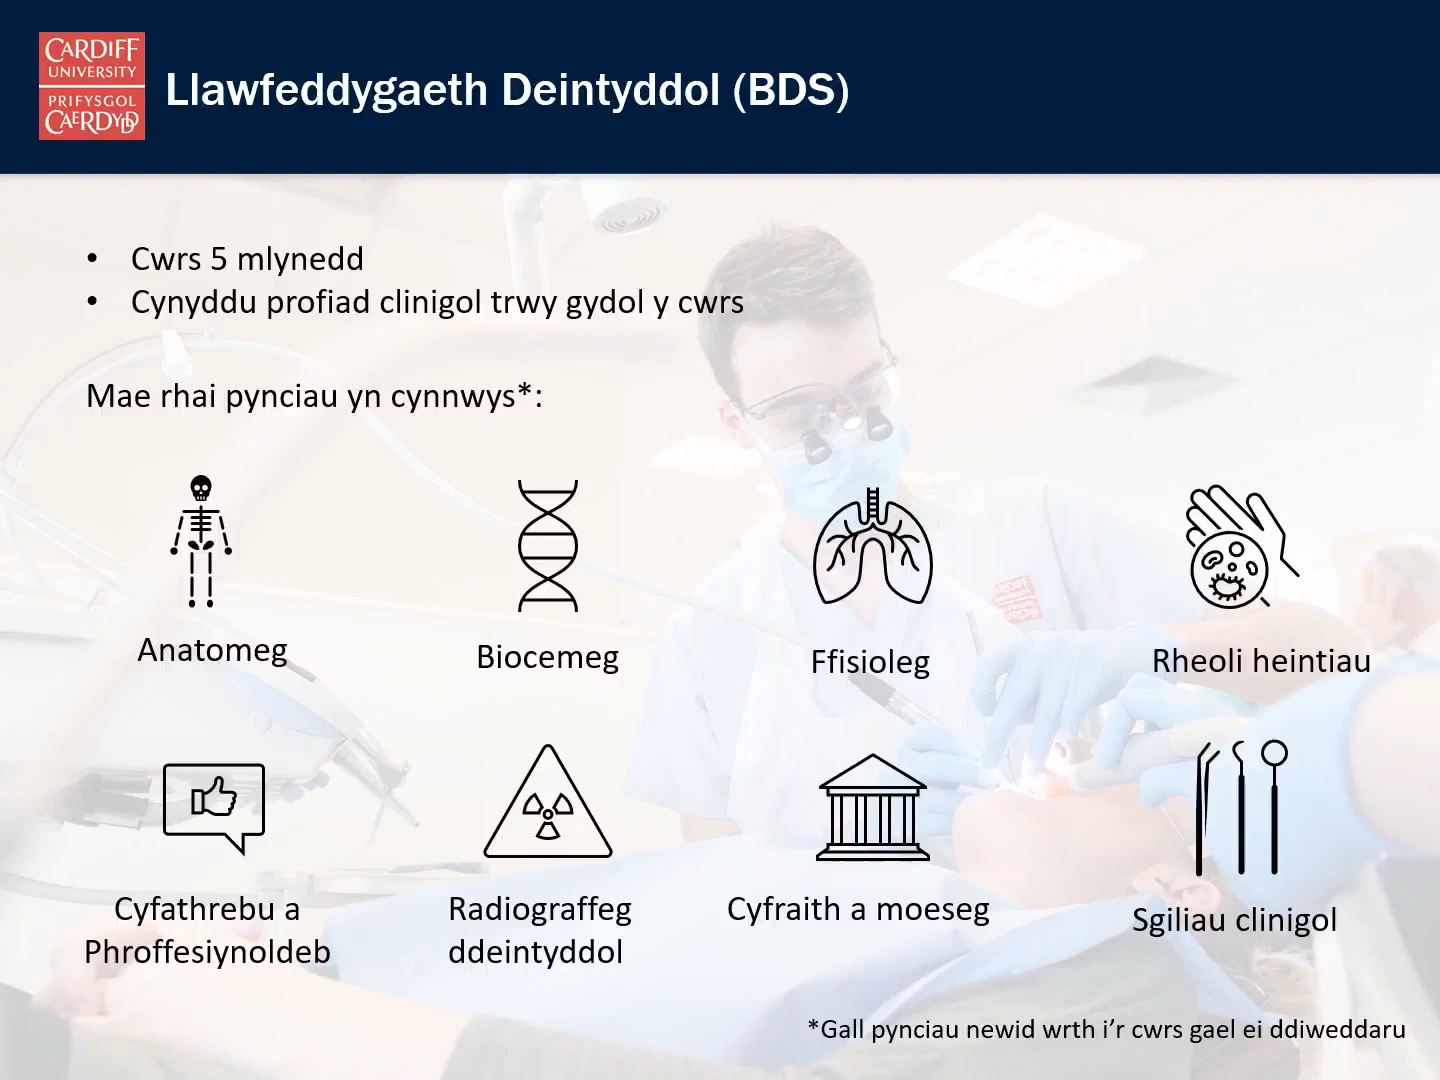 CARDIFF
UNIVERSITY
PRIFYSGOL
CAERDYDD
Llawfeddygaeth Deintyddol (BDS)
• Cwrs 5 mlynedd
• Cynyddu profiad clinigol trwy gydol y cwrs
Mae rhai pynciau yn cynnwys*:
Anatomeg
Biocemeg
Ffisioleg
Rheoli heintiau
Cyfathrebu a
Phroffesiynoldeb
Radiograffeg
ddeintyddol
Cyfraith a moeseg
Sgiliau clinigol
*Gall pynciau newid wrth i’r cwrs gael ei ddiweddaru